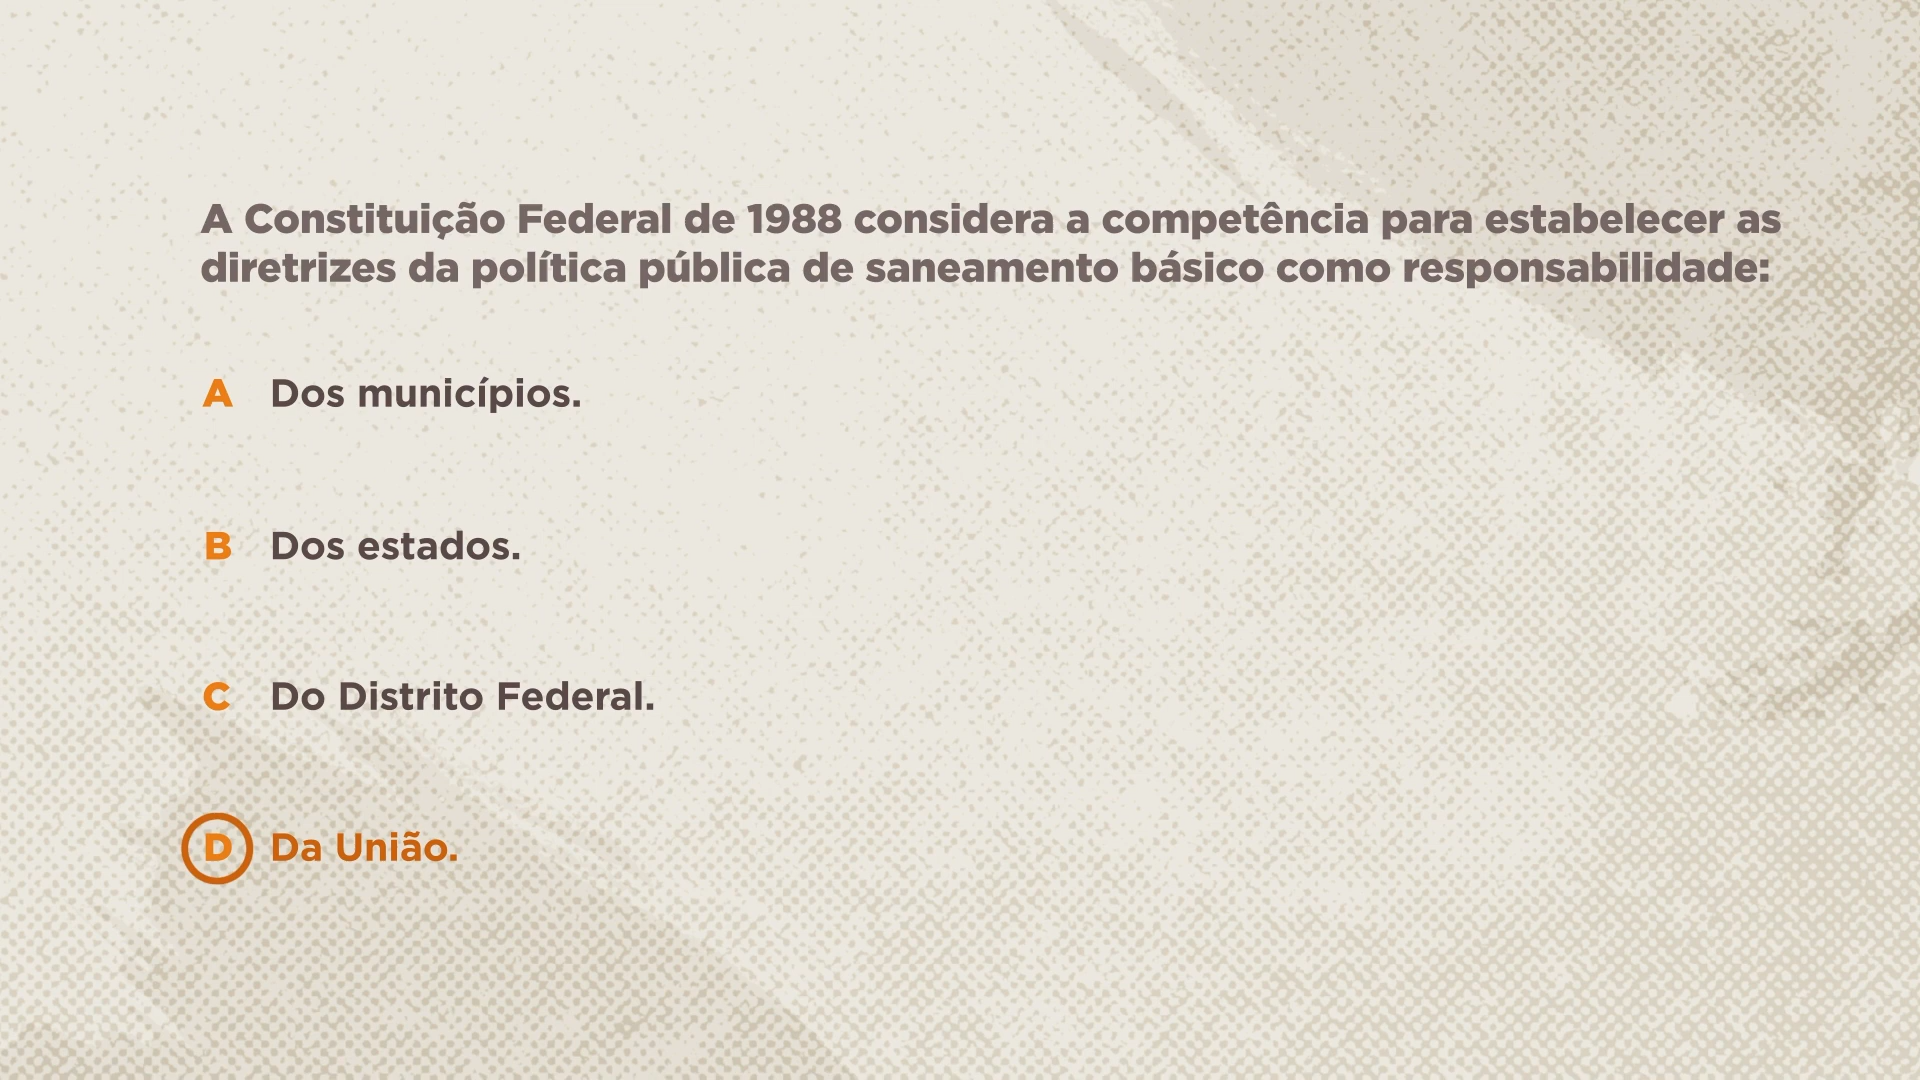 A Constituição Federal de 1988 considera a competência para estabelecer as
diretrizes da política pública de saneamento básico como responsabilidade:
A Dos municípios.
B Dos estados.
C Do Distrito Federal.
D Da União.